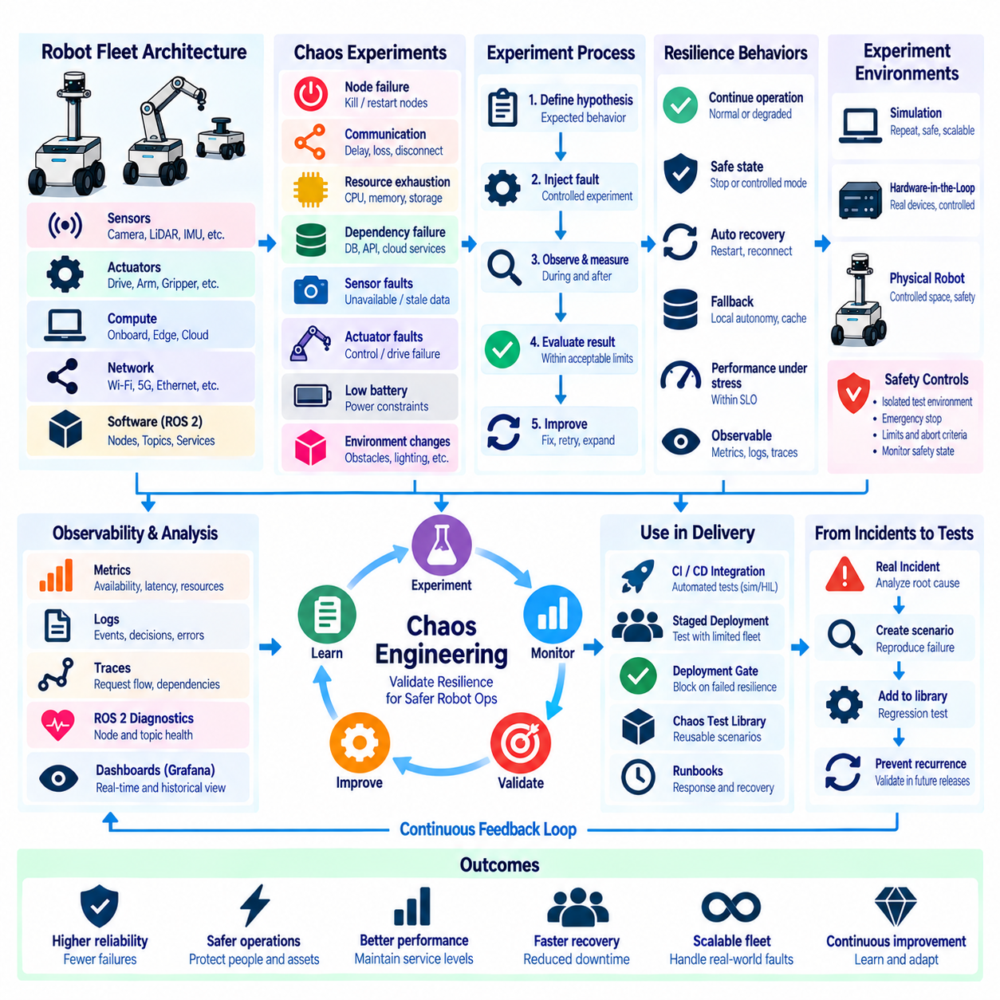 Robot Fleet Architecture
Sensors
Camera, LiDAR, IMU, etc.
Actuators
Drive, Arm, Gripper, etc.
Compute
Onboard, Edge, Cloud
Network
Wi-Fi, 5G, Ethernet, etc.
Software (ROS 2)
Nodes, Topics, Services
Chaos Experiments
Node failure
Kill / restart nodes
Communication
Delay, loss, disconnect
Resource exhaustion
CPU, memory, storage
Dependency failure
DB, API, cloud services
Sensor faults
Unavailable / stale data
Actuator faults
Control / drive failure
Low battery
Power constraints
Environment changes
Obstacles, lighting, etc.
Experiment Process
1. Define hypothesis
Expected behavior
2. Inject fault
Controlled experiment
3. Observe & measure
During and after
4. Evaluate result
Within acceptable limits
5. Improve
Fix, retry, expand
Resilience Behaviors
Continue operation
Normal or degraded
Safe state
Stop or controlled mode
Auto recovery
Restart, reconnect
Fallback
Local autonomy, cache
Performance under
stress
Within SLO
Observable
Metrics, logs, traces
Experiment
Environments
Simulation
Repeat, safe, scalable
Hardware-in-the-Loop
Real devices, controlled
Physical Robot
Controlled space, safety
Safety Controls
• Isolated test environment
• Emergency stop
• Limits and abort criteria
• Monitor safety state
Observability & Analysis
Metrics
Availability, latency, resources
Logs
Events, decisions, errors
Traces
Request flow, dependencies
ROS 2 Diagnostics
Node and topic health
Dashboards (Grafana)
Real-time and historical view
Experiment
Monitor
Validate
Improve
Learn
Chaos
Engineering
Validate Resilience
for Safer Robot Ops
Use in Delivery
CI / CD Integration
Automated tests (sim/HIL)
Staged Deployment
Test with limited fleet
Deployment Gate
Block on failed resilience
Chaos Test Library
Reusable scenarios
Runbooks
Response and recovery
From Incidents to Tests
Real Incident
Analyze root cause
Create scenario
Reproduce failure
Add to library
Regression test
Prevent recurrence
Validate in future releases
Continuous Feedback Loop
Outcomes
Higher reliability
Fewer failures
Safer operations
Protect people and assets
Better performance
Maintain service levels
Faster recovery
Reduced downtime
Scalable fleet
Handle real-world faults
Continuous improvement
Learn and adapt